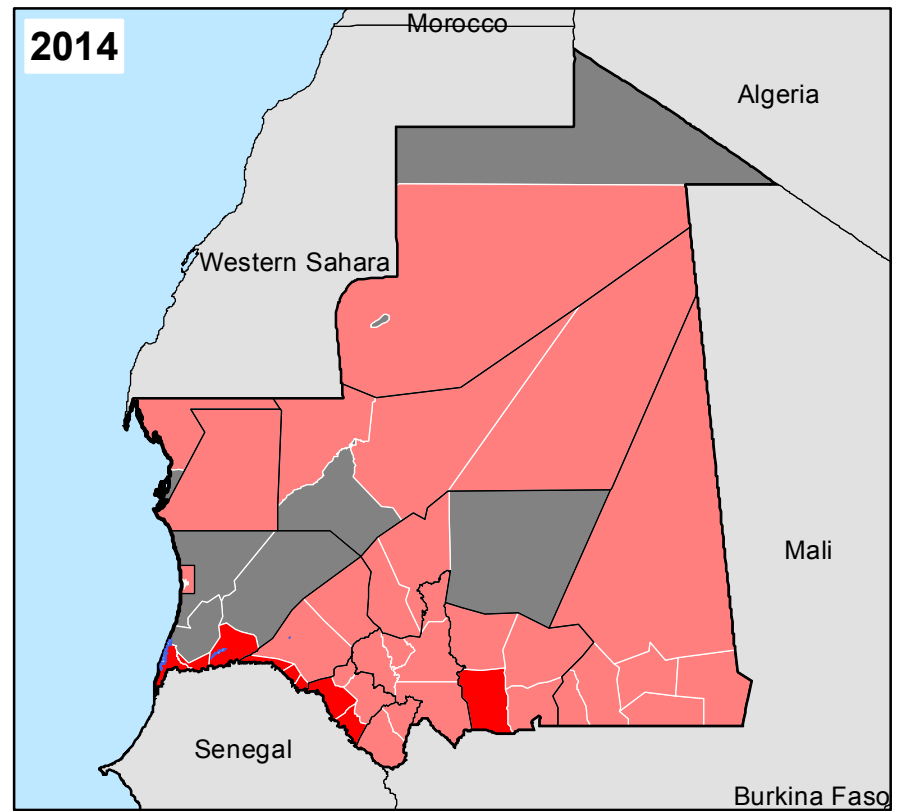 Morocco
2014
Algeria
Western Sahara
Mali
Senegal
Burkina Faso